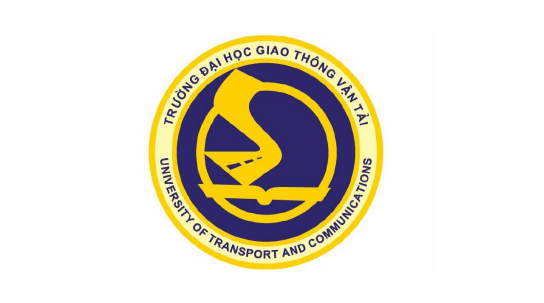 TRƯỜNG ĐẠI HỌC GIAO THÔNG VẬN TẢI
UNIVERSITY OF TRANSPORT AND COMMUNICATIONS